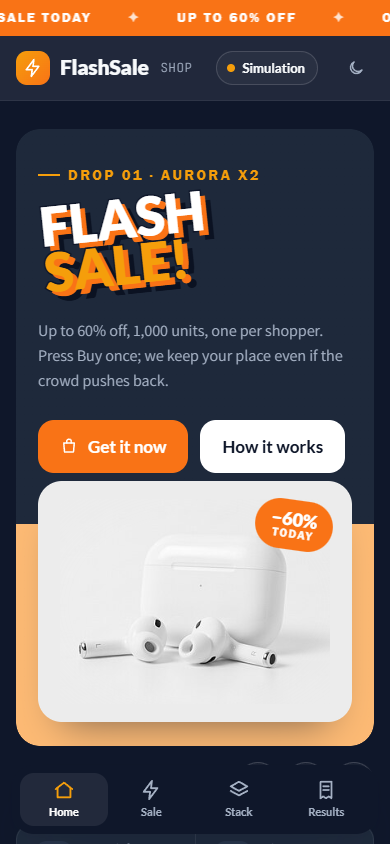 SALE TODAY ✦ UP TO 60% OFF ✦
FlashSale SHOP
Simulation
DROP 01 · AURORA X2
FLASH
SALE!
Up to 60% off, 1,000 units, one per shopper.
Press Buy once; we keep your place even if the
crowd pushes back.
Get it now
How it works
−60%
TODAY
Home
Sale
Stack
Results